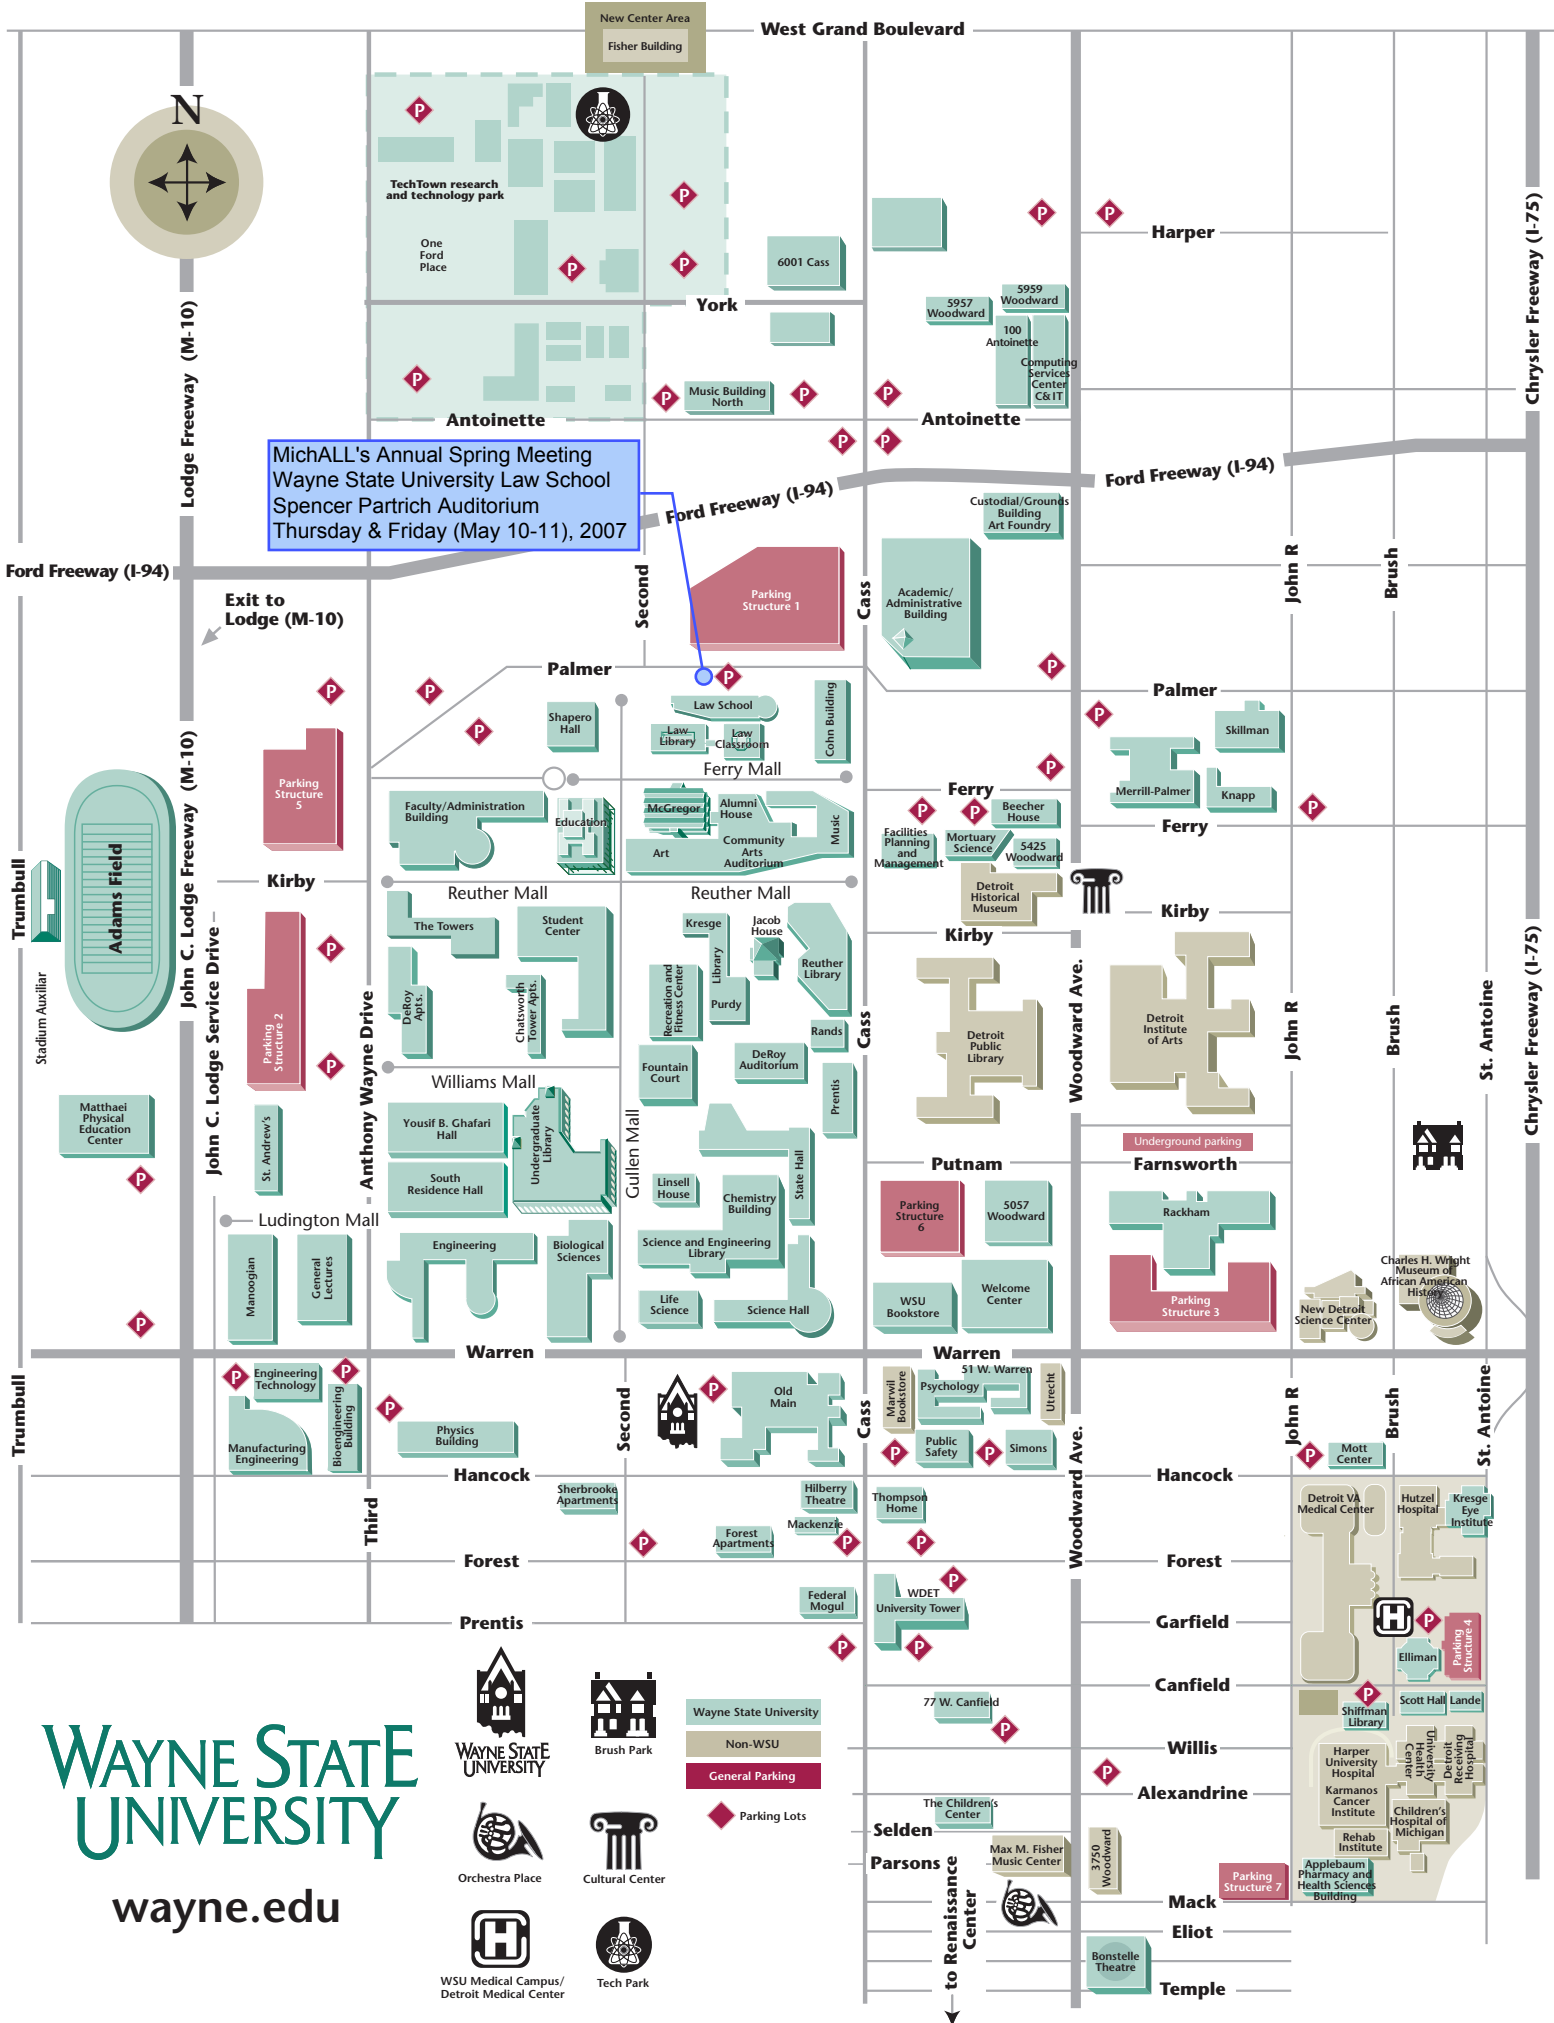 New Center Area
Fisher Building
West Grand Boulevard
N
P
TechTown research
and technology park
One
Ford
Place
P
P
P
P
P
Harper
6001 Cass
York
5957
Woodward
5959
Woodward
100
Antoinette
Computing
Services
Center
C&IT
P
P
Music Building
North
P
P
Antoinette
Antoinette
P
P
Lodge Freeway (M-10)
Chrysler Freeway (I-75)
MichALL's Annual Spring Meeting
Wayne State University Law School
Spencer Partrich Auditorium
Thursday & Friday (May 10-11), 2007
Ford Freeway (I-94)
Ford Freeway (I-94)
Ford Freeway (I-94)
Custodial/Grounds
Building
Art Foundry
Exit to
Lodge (M-10)
Second
Parking
Structure 1
Cass
Academic/
Administrative
Building
John R
Brush
Palmer
Palmer
P
P
P
P
P
P
Shapero
Hall
Law School
Law
Library
Law
Classroom
Cohn Building
Skillman
Ferry Mall
Parking
Structure
5
P
Merrill-Palmer
Knapp
P
Ferry
Ferry
Faculty/Administration
Building
Education
McGregor
Alumni
House
Music
Art
Community
Arts
Auditorium
P
P
Beecher
House
Facilities
Planning
and
Management
Mortuary
Science
5425
Woodward
Trumbull
Adams Field
John C. Lodge Freeway (M-10)
Kirby
Reuther Mall
Reuther Mall
Detroit
Historical
Museum
Kirby
Kirby
The Towers
Student
Center
Kresge
Library
Purdy
Jacob
House
Reuther
Library
P
Stadium Auxiliar
John C. Lodge Service Drive
Parking
Structure 2
P
Anthony Wayne Drive
DeRoy
Apts.
Chatsworth
Tower Apts.
Recreation and
Fitness Center
Rands
Cass
Detroit
Public
Library
Woodward Ave.
Detroit
Institute
of Arts
John R
Brush
St. Antoine
Chrysler Freeway (I-75)
Fountain
Court
DeRoy
Auditorium
Williams Mall
Prentis
Matthaei
Physical
Education
Center
St. Andrew's
Yousif B. Ghafari
Hall
Undergraduate
Library
Gullen Mall
State Hall
Underground parking
Putnam
Farnsworth
P
South
Residence Hall
Linsell
House
Chemistry
Building
Parking
Structure
6
5057
Woodward
Rackham
Ludington Mall
Manoogian
General
Lectures
Engineering
Biological
Sciences
Science and Engineering
Library
Charles H. Wright
Museum of
African American
History
Life
Science
Science Hall
WSU
Bookstore
Welcome
Center
Parking
Structure 3
New Detroit
Science Center
P
Warren
Warren
P
Engineering
Technology
P
Bioengineering
Building
P
Manufacturing
Engineering
Physics
Building
Trumbull
Second
P
Old
Main
Cass
Marwil
Bookstore
51 W. Warren
Psychology
Utrecht
P
Public
Safety
P
Simons
Woodward Ave.
John R
Brush
St. Antoine
P
Mott
Center
Hancock
Hancock
Third
Sherbrooke
Apartments
Hilberry
Theatre
Mackenzie
Thompson
Home
Detroit VA
Medical Center
Hutzel
Hospital
Kresge
Eye
Institute
P
Forest
Apartments
P
P
Forest
Forest
P
Federal
Mogul
WDET
University Tower
Prentis
Garfield
H
P
Parking
Structure 4
P
P
Elliman
Canfield
77 W. Canfield
P
P
Shiffman
Library
Scott Hall
Lande
Willis
Harper
University
Hospital
University
Health
Center
Detroit
Receiving
Hospital
P
Alexandrine
Karmanos
Cancer
Institute
Children's
Hospital of
Michigan
The Children's
Center
Selden
Rehab
Institute
Parsons
Max M. Fisher
Music Center
3750
Woodward
Parking
Structure 7
Applebaum
Pharmacy and
Health Sciences
Building
Mack
to Renaissance
Center
Eliot
Bonstelle
Theatre
Temple
WAYNE STATE
UNIVERSITY
wayne.edu
WAYNE STATE
UNIVERSITY
Brush Park
Orchestra Place
Cultural Center
H
WSU Medical Campus/
Detroit Medical Center
Tech Park
Wayne State University
Non-WSU
General Parking
Parking Lots